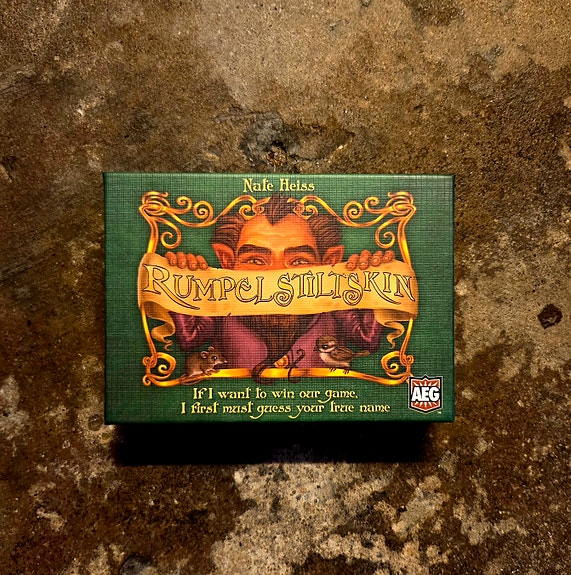 Nate Heiss
RUMPELSTILTSKIN
If I want to win our game,
I first must guess your true name
AEG